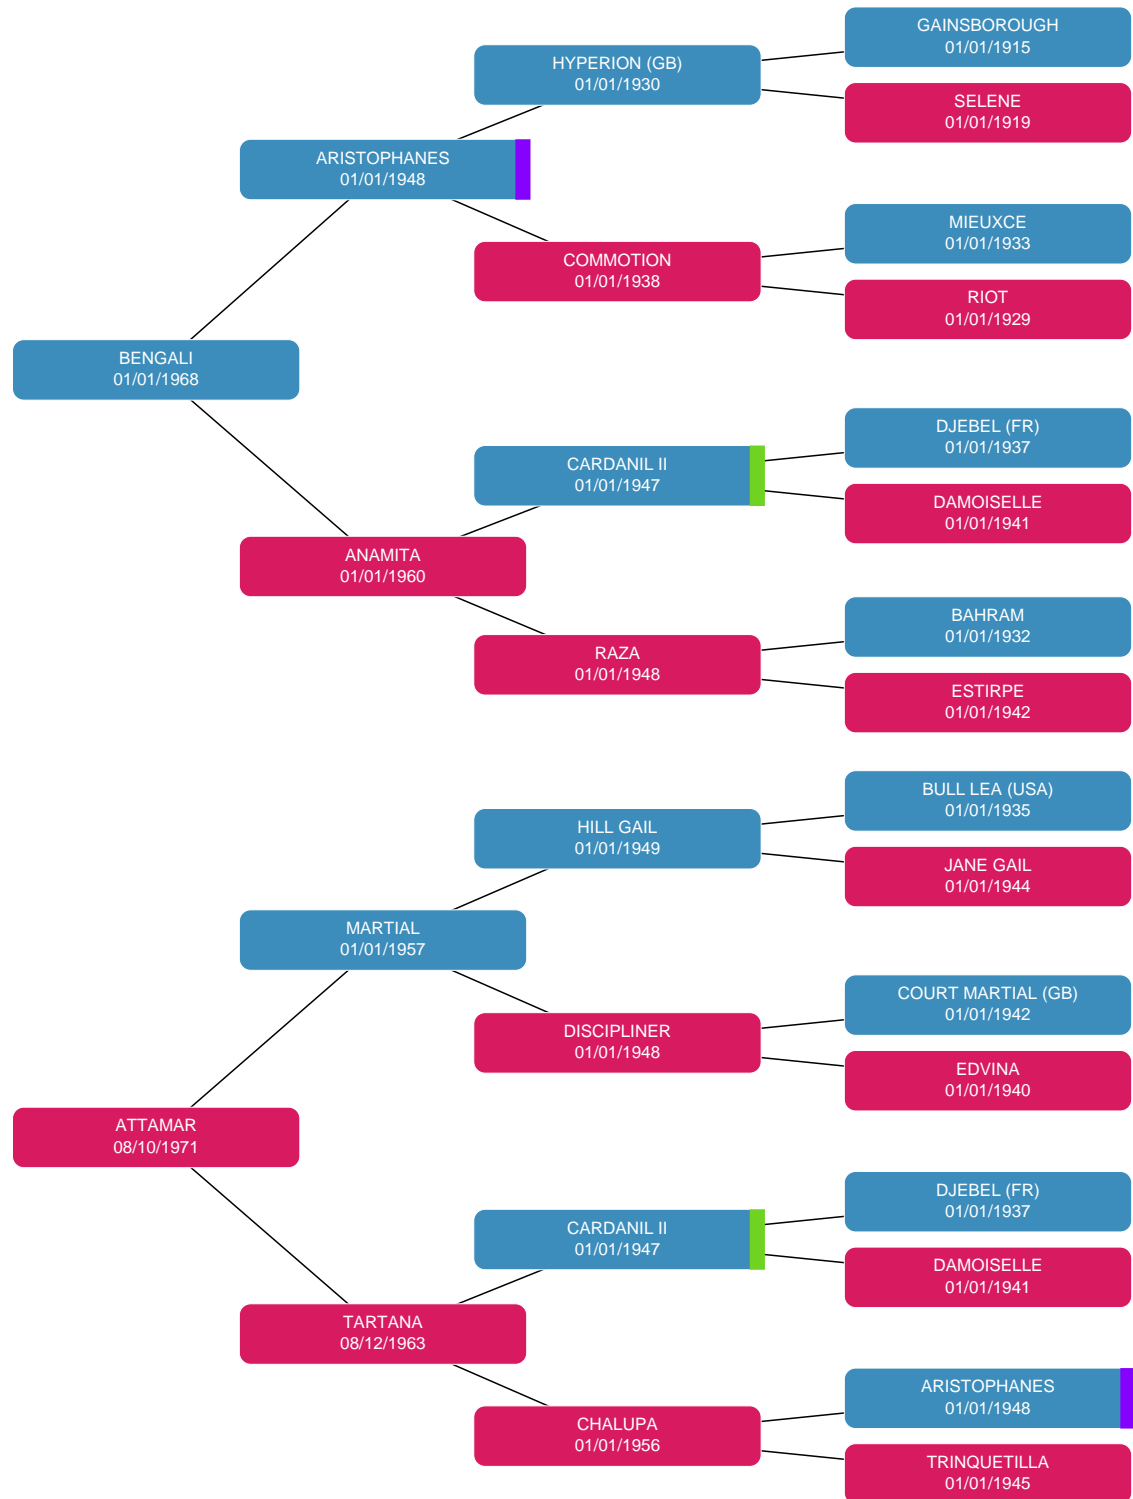 GAINSBOROUGH
01/01/1915
HYPERION (GB)
01/01/1930
SELENE
01/01/1919
ARISTOPHANES
01/01/1948
MIEUXCE
01/01/1933
COMMOTION
01/01/1938
RIOT
01/01/1929
BENGALI
01/01/1968
DJEBEL (FR)
01/01/1937
CARDANIL II
01/01/1947
DAMOISELLE
01/01/1941
ANAMITA
01/01/1960
BAHRAM
01/01/1932
RAZA
01/01/1948
ESTIRPE
01/01/1942
BULL LEA (USA)
01/01/1935
HILL GAIL
01/01/1949
JANE GAIL
01/01/1944
MARTIAL
01/01/1957
COURT MARTIAL (GB)
01/01/1942
DISCIPLINER
01/01/1948
EDVINA
01/01/1940
ATTAMAR
08/10/1971
DJEBEL (FR)
01/01/1937
CARDANIL II
01/01/1947
DAMOISELLE
01/01/1941
TARTANA
08/12/1963
ARISTOPHANES
01/01/1948
CHALUPA
01/01/1956
TRINQUETILLA
01/01/1945